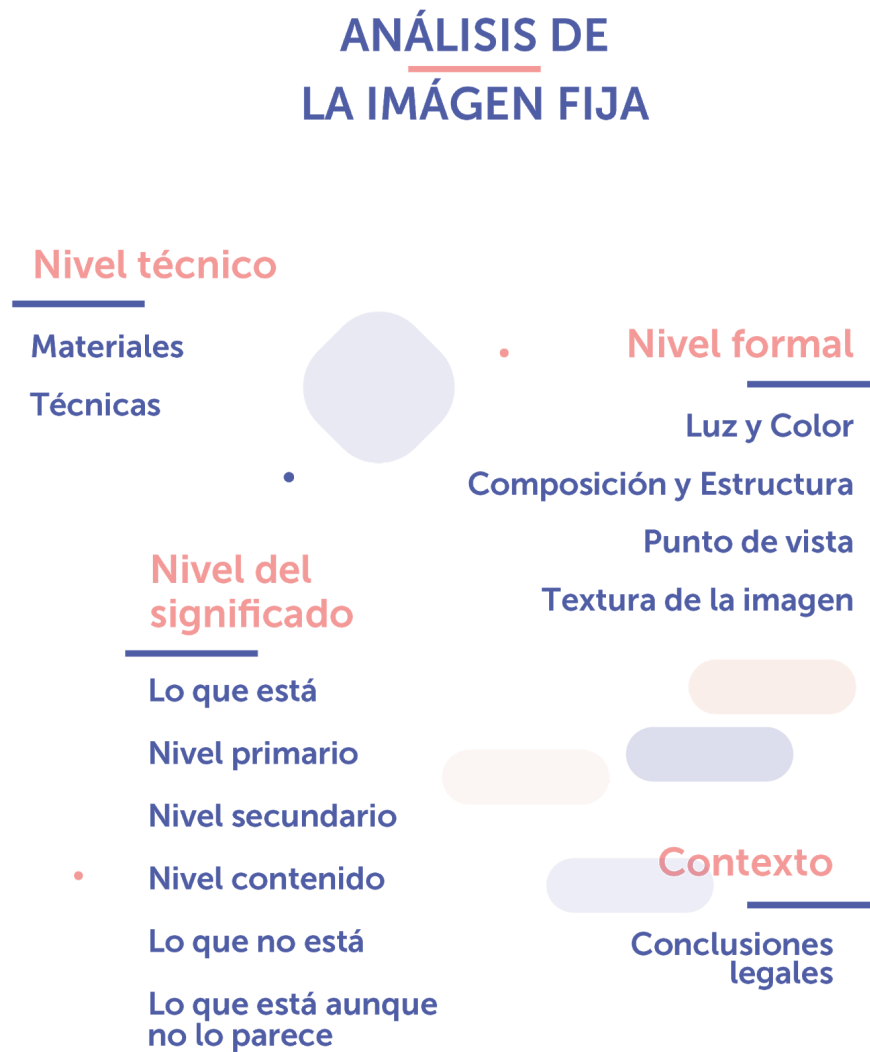 ANÁLISIS DE
LA IMÁGEN FIJA
Nivel técnico
Materiales
Técnicas
Nivel formal
Luz y Color
Composición y Estructura
Punto de vista
Textura de la imagen
Nivel del
significado
Lo que está
Nivel primario
Nivel secundario
Nivel contenido
Lo que no está
Lo que está aunque
no lo parece
Contexto
Conclusiones
legales